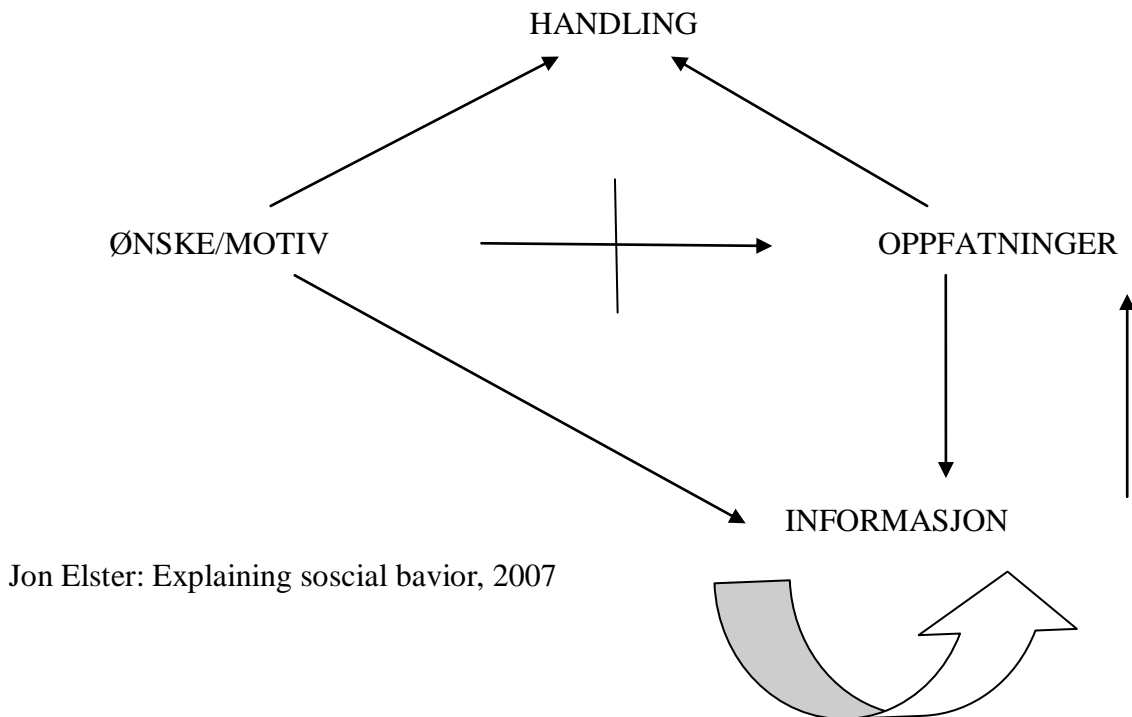 HANDLING
ØNSKE/MOTIV OPPFATNINGER
INFORMASJON
Jon Elster: Explaining soscial bavior, 2007